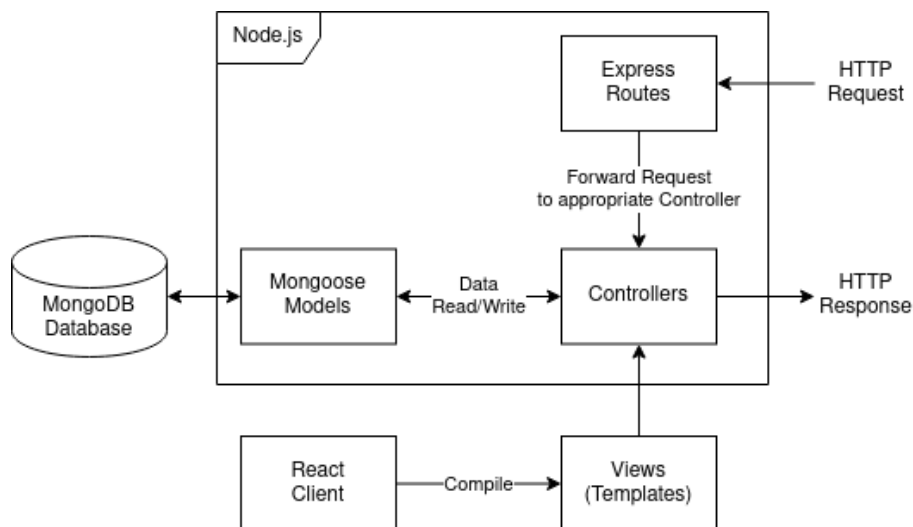 Node.js
Express
Routes
HTTP
Request
Forward Request
to appropriate Controller
MongoDB
Database
Mongoose
Models
Data
Read/Write
Controllers
HTTP
Response
React
Client
Compile
Views
(Templates)